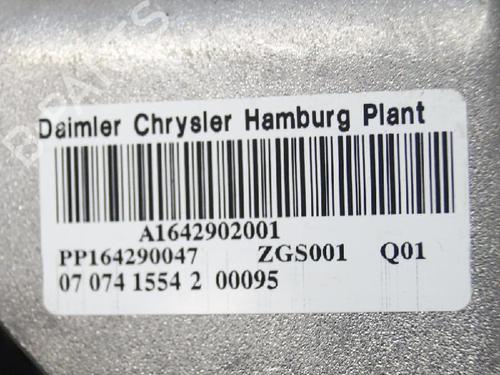 Daimler Chrysler Hamburg Plant
A1642902001
PP164290047 ZGS001 Q01
07 074 1554 2 00095